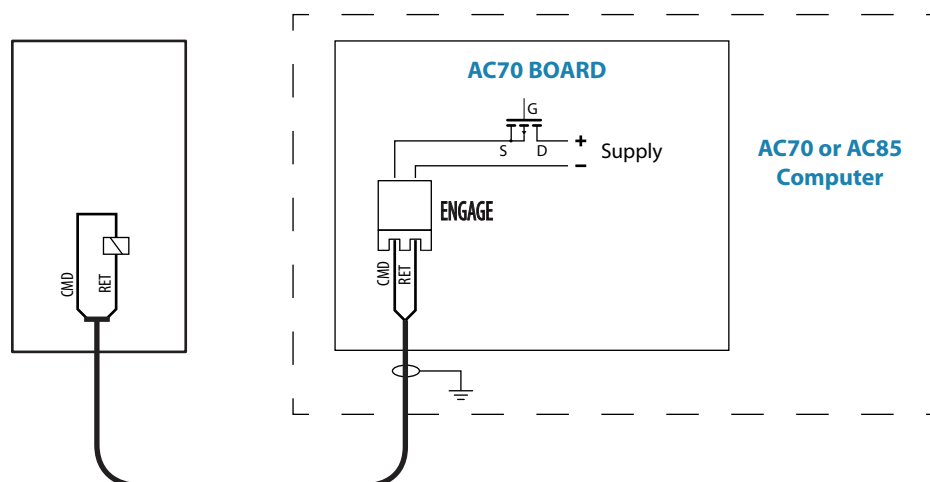 AC70 BOARD
G
S
D
+
Supply
−
AC70 or AC85
Computer
ENGAGE
CMD
RET
CMD
RET